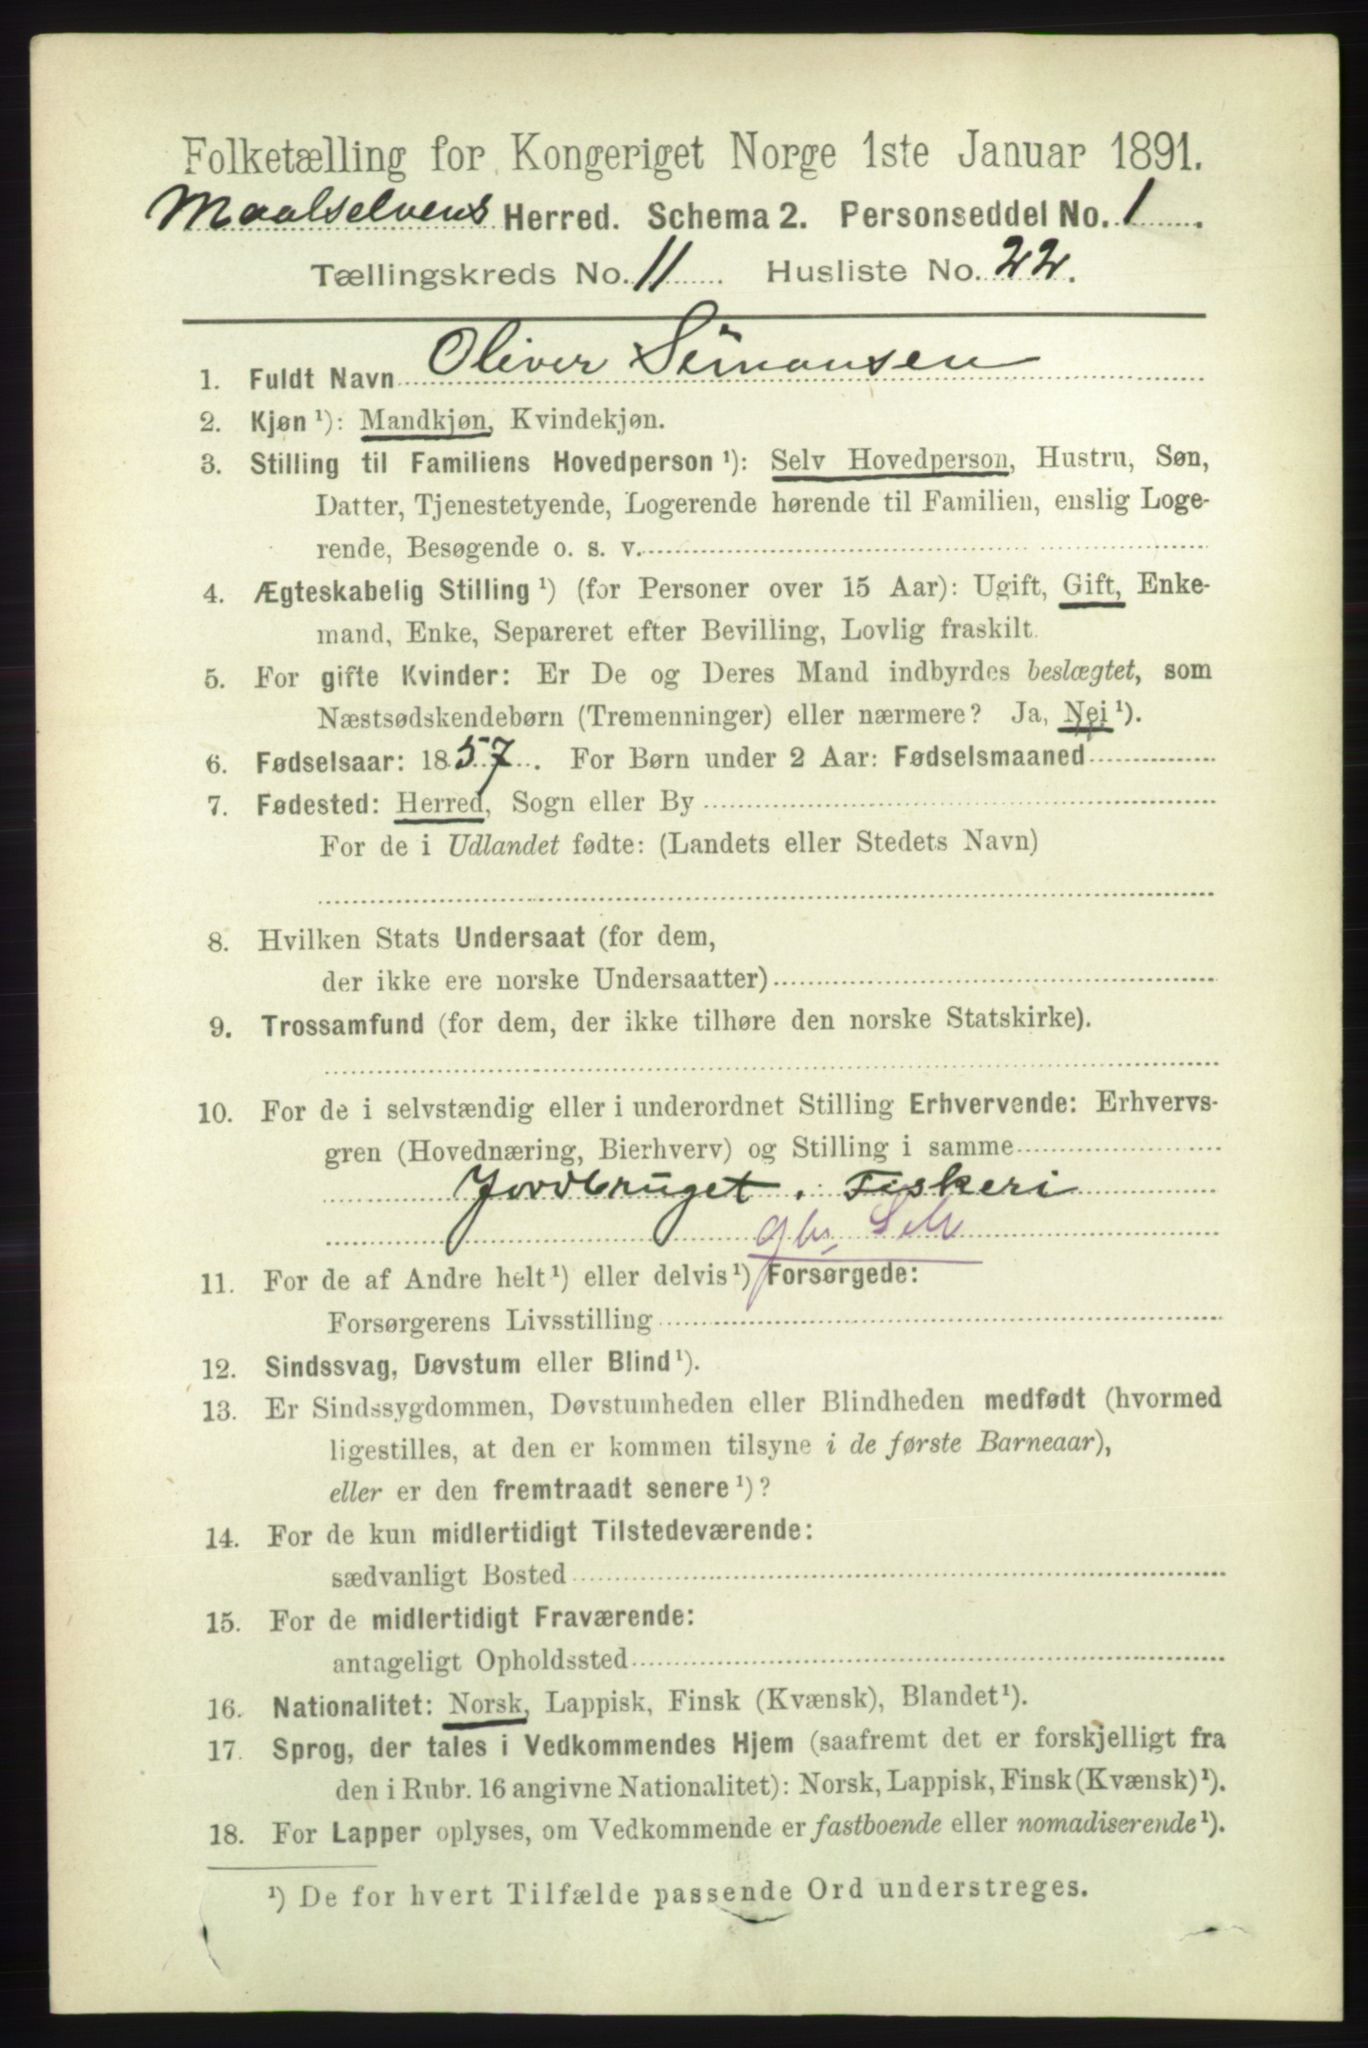 Folketælling for Kongeriget Norge 1ste Januar 1891.
Maalselvens Herred. Schema 2. Personseddel No. 1.
Tællingskreds No. 11 Husliste No. 22.
1. Fuldt Navn Oliver Simonsen
2. Kjøn ¹): Mandkjøn, Kvindekjøn.
3. Stilling til Familiens Hovedperson ¹): Selv Hovedperson, Hustru, Søn,
Datter, Tjenestetyende, Logerende hørende til Familien, enslig Loge-
rende, Besøgende o. s. v.
4. Ægteskabelig Stilling ¹) (for Personer over 15 Aar): Ugift, Gift, Enke-
mand, Enke, Separeret efter Bevilling, Lovlig fraskilt.
5. For gifte Kvinder: Er De og Deres Mand indbyrdes beslægtet, som
Næstsødskendebørn (Tremenninger) eller nærmere? Ja, Nei ¹).
6. Fødselsaar: 1857. For Børn under 2 Aar: Fødselsmaaned
7. Fødested: Herred, Sogn eller By
For de i Udlandet fødte: (Landets eller Stedets Navn)
8. Hvilken Stats Undersaat (for dem,
der ikke ere norske Undersaatter)
9. Trossamfund (for dem, der ikke tilhøre den norske Statskirke).
10. For de i selvstændig eller i underordnet Stilling Erhvervende: Erhvervs-
gren (Hovednæring, Bierhverv) og Stilling i samme
Jordbruget. Fiskeri
gbr. Selv
11. For de af Andre helt ¹) eller delvis ¹) Forsørgede:
Forsørgerens Livsstilling
12. Sindssvag, Døvstum eller Blind ¹).
13. Er Sindssygdommen, Døvstumheden eller Blindheden medfødt (hvormed
ligestilles, at den er kommen tilsyne i de første Barneaar),
eller er den fremtraadt senere ¹)?
14. For de kun midlertidigt Tilstedeværende:
sædvanligt Bosted
15. For de midlertidigt Fraværende:
antageligt Opholdssted
16. Nationalitet: Norsk, Lappisk, Finsk (Kvænsk), Blandet ¹).
17. Sprog, der tales i Vedkommendes Hjem (saafremt det er forskjelligt fra
den i Rubr. 16 angivne Nationalitet): Norsk, Lappisk, Finsk (Kvænsk) ¹).
18. For Lapper oplyses, om Vedkommende er fastboende eller nomadiserende ¹).
¹) De for hvert Tilfælde passende Ord understreges.